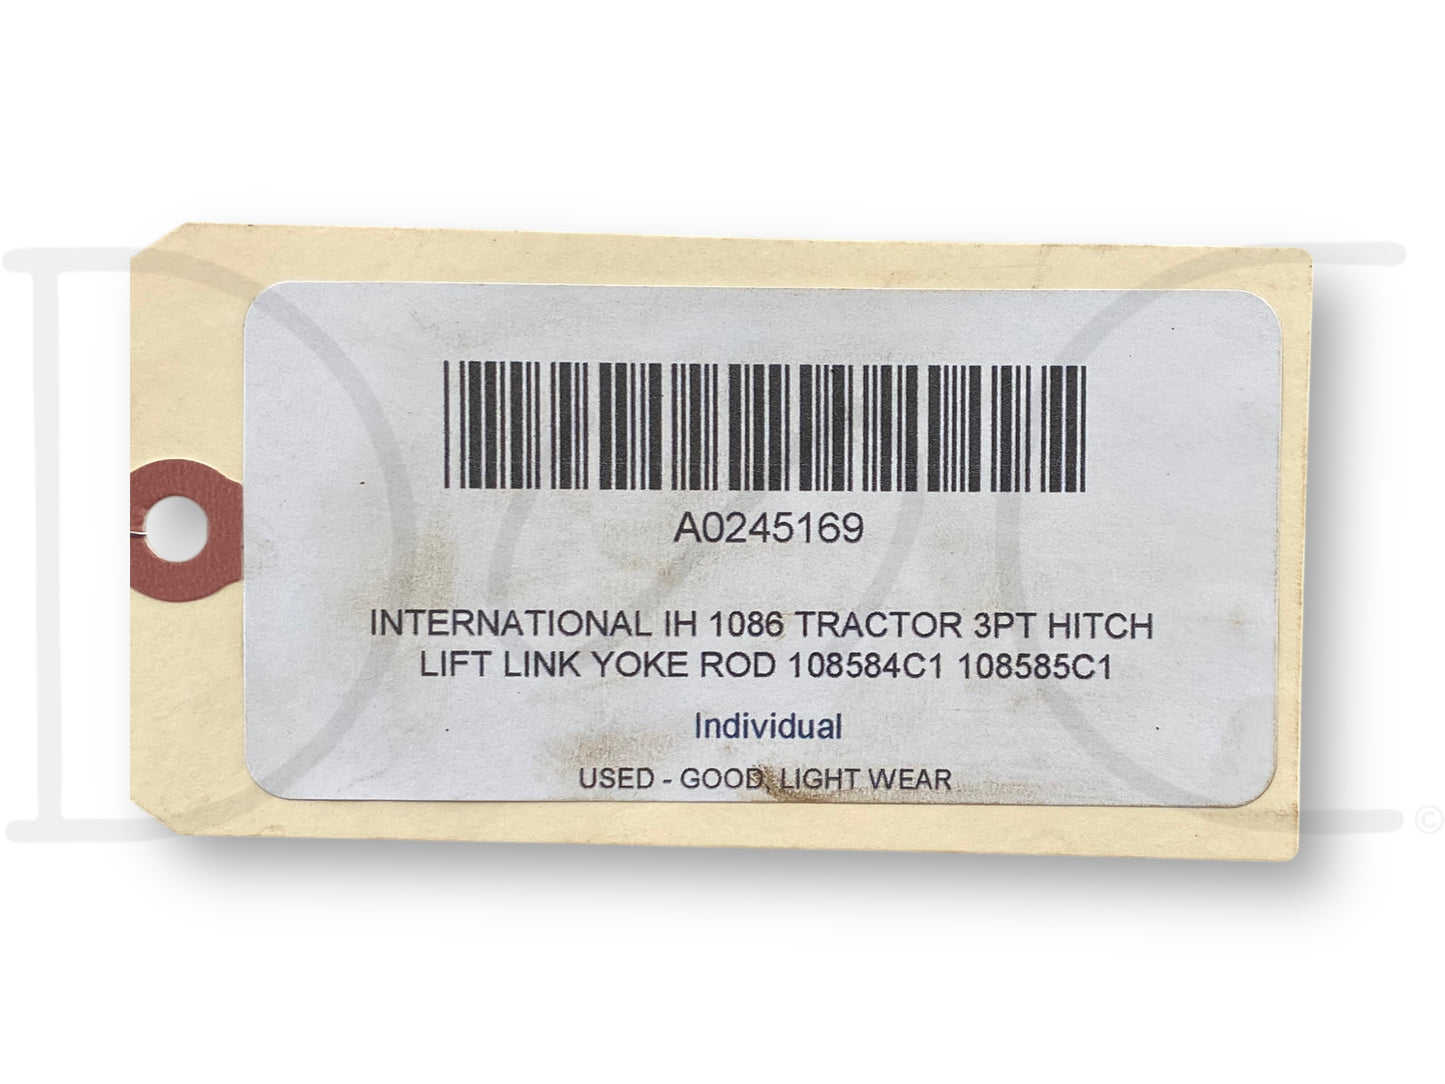 A0245169
INTERNATIONAL IH 1086 TRACTOR 3PT HITCH
LIFT LINK YOKE ROD 108584C1 108585C1
Individual
USED - GOOD, LIGHT WEAR
©